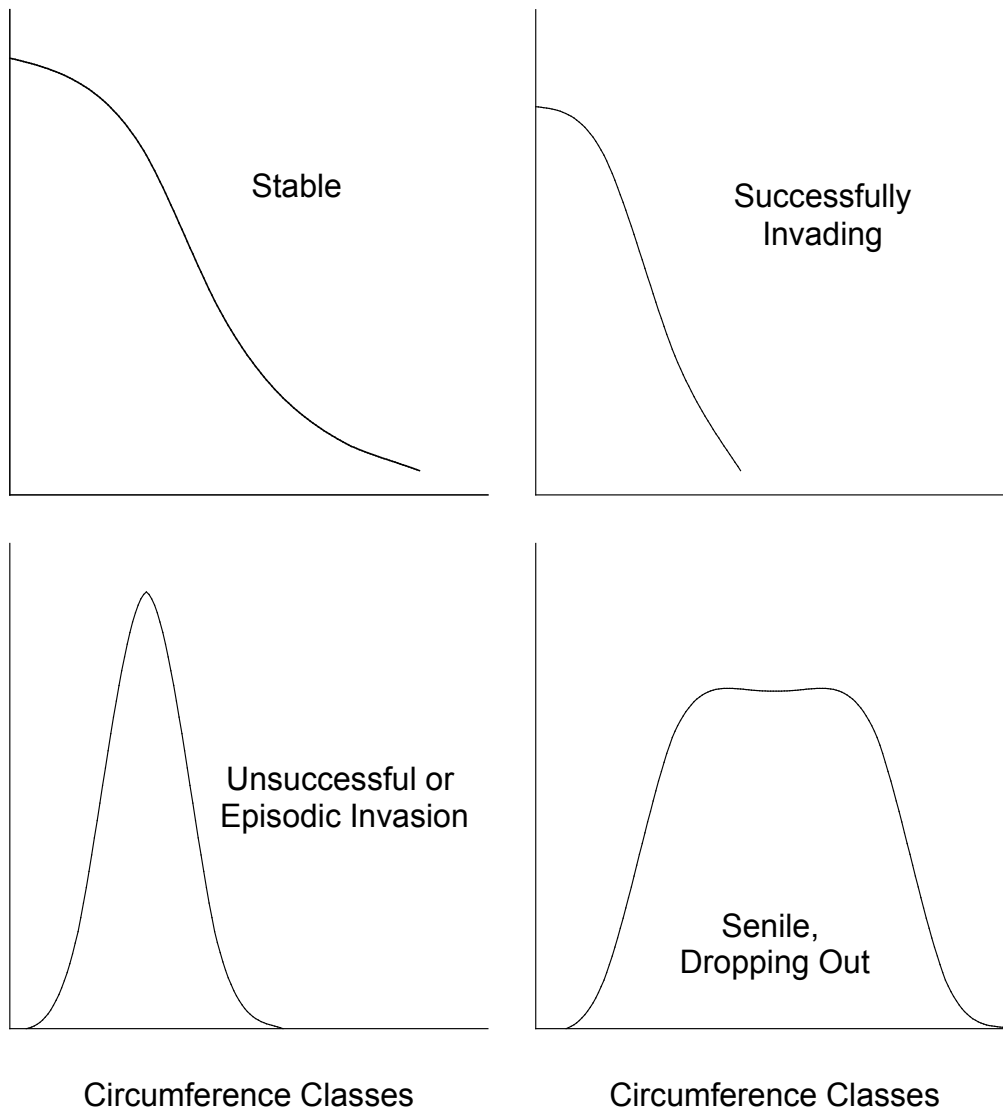 Stable
Successfully
Invading
Unsuccessful or
Episodic Invasion
Senile,
Dropping Out
Circumference Classes
Circumference Classes